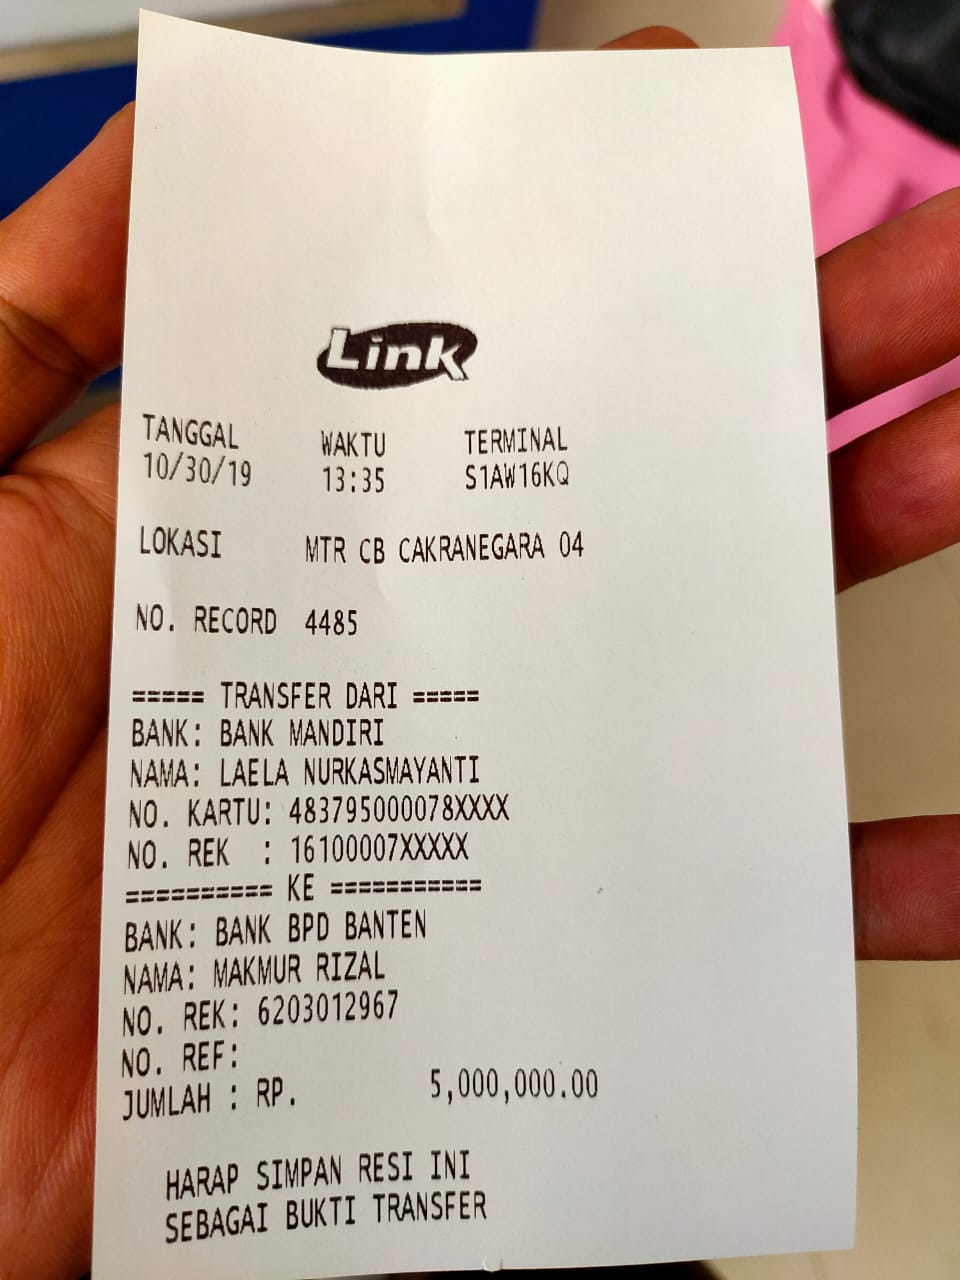 Link
TANGGAL WAKTU TERMINAL
10/30/19 13:35 S1AW16KQ
LOKASI MTR CB CAKRANEGARA 04
NO. RECORD 4485
===== TRANSFER DARI =====
BANK: BANK MANDIRI
NAMA: LAELA NURKASMAYANTI
NO. KARTU: 483795000078XXXX
NO. REK : 16100007XXXXX
========== KE ===========
BANK: BANK BPD BANTEN
NAMA: MAKMUR RIZAL
NO. REK: 6203012967
NO. REF:
JUMLAH : RP. 5,000,000.00
HARAP SIMPAN RESI INI
SEBAGAI BUKTI TRANSFER